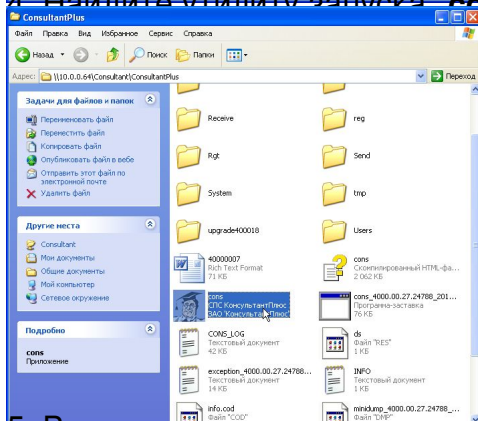 4. Найдите утилиту запуска
ConsultantPlus
Файл Правка Вид Избранное Сервис Справка
Назад Поиск Папки
Адрес: \\10.0.0.64\Consultant\ConsultantPlus Переход
Задачи для файлов и папок
Переименовать файл
Переместить файл
Копировать файл
Опубликовать файл в вебе
Отправить этот файл по
электронной почте
Удалить файл
Другие места
Consultant
Мои документы
Общие документы
Мой компьютер
Сетевое окружение
Подробно
cons
Приложение
Receive reg
Rgt Send
System tmp
upgrade400018 Users
40000007
Rich Text Format
71 КБ
cons
Скомпилированный HTML-фа...
2 062 КБ
cons
СПС КонсультантПлюс
ЗАО "КонсультантПлюс"
cons_4000.00.27.24788_201...
Программа-заставка
76 КБ
CONS_LOG
Текстовый документ
42 КБ
ds
Файл "RES"
1 КБ
exception_4000.00.27.24788...
Текстовый документ
14 КБ
INFO
Текстовый документ
1 КБ
info.cod
Файл "COD"
minidump_4000.00.27.24788_...
Файл "DMP"